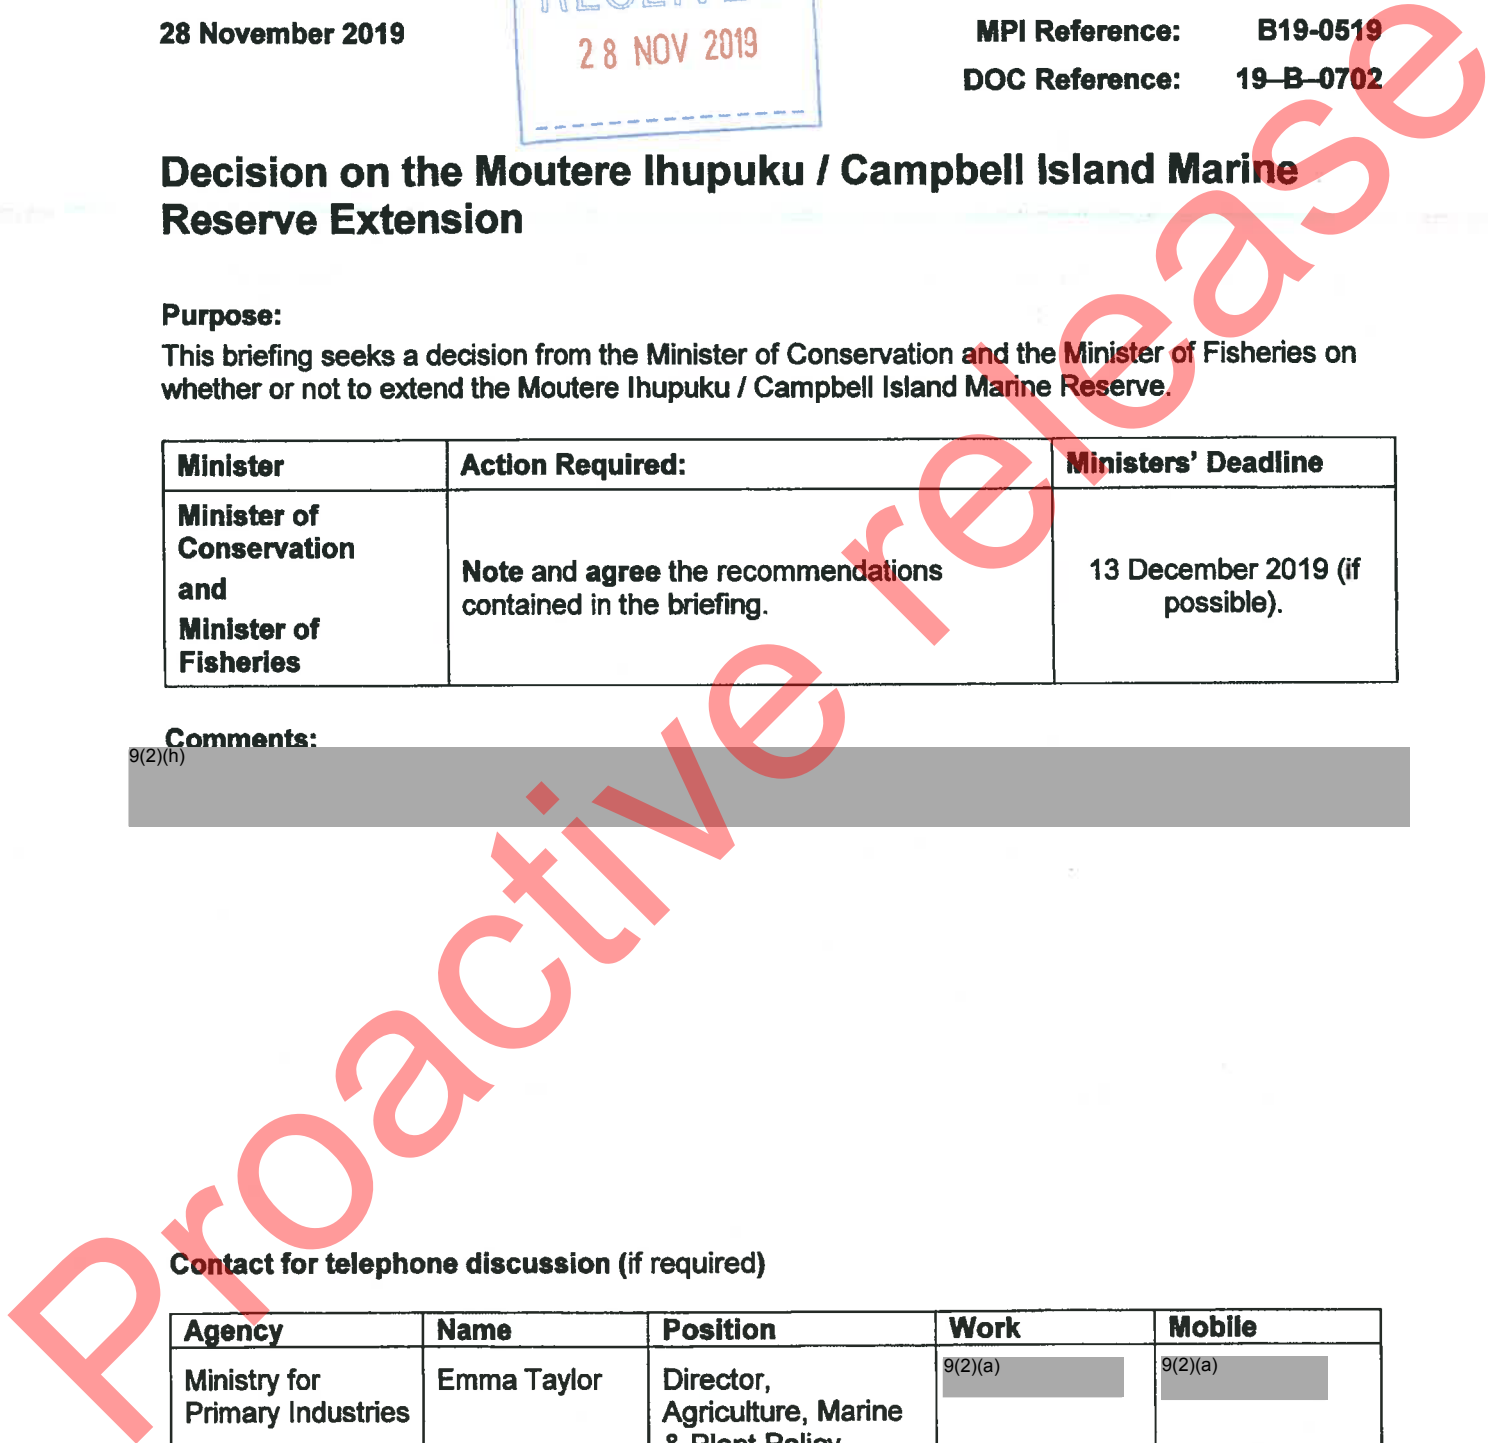 RECEIVE
28 November 2019
28 NOV 2019
MPI Reference: B19-0519
DOC Reference: 19-B-0702
Decision on the Moutere Ihupuku / Campbell Island Marine
Reserve Extension
Purpose:
This briefing seeks a decision from the Minister of Conservation and the Minister of Fisheries on
whether or not to extend the Moutere Ihupuku / Campbell Island Marine Reserve.
Minister Action Required: Ministers' Deadline
Minister of
Conservation
and
Minister of
Fisheries
Note and agree the recommendations
contained in the briefing.
13 December 2019 (if
possible).
Comments:
9(2)(h)
Proactive release
Contact for telephone discussion (if required)
Agency Name Position Work Mobile
Ministry for
Primary Industries
Emma Taylor
Director,
Agriculture, Marine
& Plant Policy
9(2)(a)
9(2)(a)